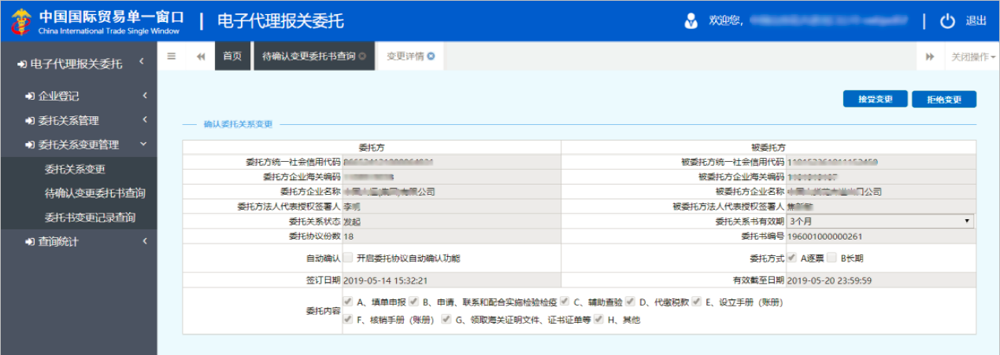 中国国际贸易单一窗口
China International Trade Single Window
电子代理报关委托
欢迎您,
退出
电子代理报关委托
首页 待确认变更委托书查询 变更详情 关闭操作
企业登记
委托关系管理
委托关系变更管理
委托关系变更
待确认变更委托书查询
委托书变更记录查询
查询统计
接受变更 拒绝变更
确认委托关系变更
委托方 被委托方
委托方统一社会信用代码 被委托方统一社会信用代码
委托方企业海关编码 被委托方企业海关编码
委托方企业名称 公司 被委托方企业名称 公司
委托方法人代表授权签署人 李明 被委托方法人代表授权签署人
委托关系状态 发起 委托关系书有效期 3个月
委托协议份数 18 委托书编号 196001000000261
自动确认 开启委托协议自动确认功能 委托方式 A逐票 B长期
签订日期 2019-05-14 15:32:21 有效截至日期 2019-05-20 23:59:59
委托内容 A、填单申报 B、申请、联系和配合实施检验检疫 C、辅助查验 D、代缴税款 E、设立手册（账册）
F、核销手册（账册） G、领取海关证明文件、证书证单等 H、其他